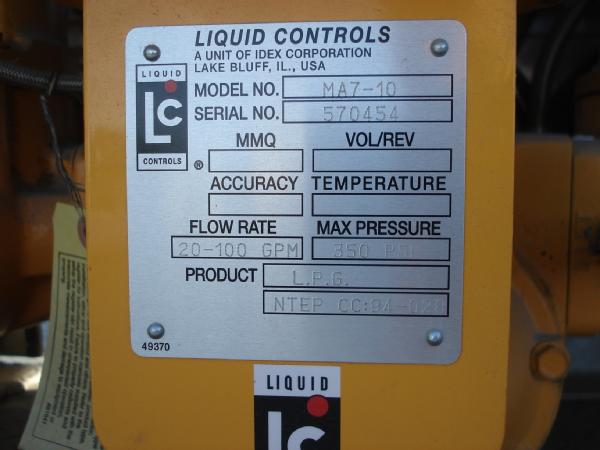 LIQUID CONTROLS
A UNIT OF IDEX CORPORATION
LAKE BLUFF, IL., USA
LIQUID
LC
CONTROLS
®
MODEL NO. MA7-10
SERIAL NO. 570454
MMQ VOL/REV
ACCURACY TEMPERATURE
FLOW RATE MAX PRESSURE
20-100 GPM 350 PSI
PRODUCT L.P.G.
NTEP CC:94-020
49370
LIQUID
LC